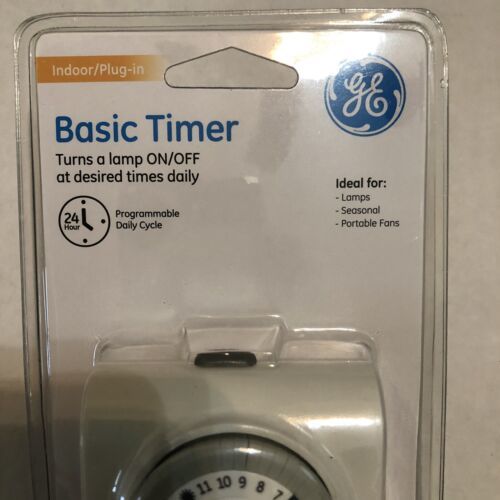 Indoor/Plug-in
GE
Basic Timer
Turns a lamp ON/OFF
at desired times daily
24
Hour
Programmable
Daily Cycle
Ideal for:
- Lamps
- Seasonal
- Portable Fans
11 10 9 8 7